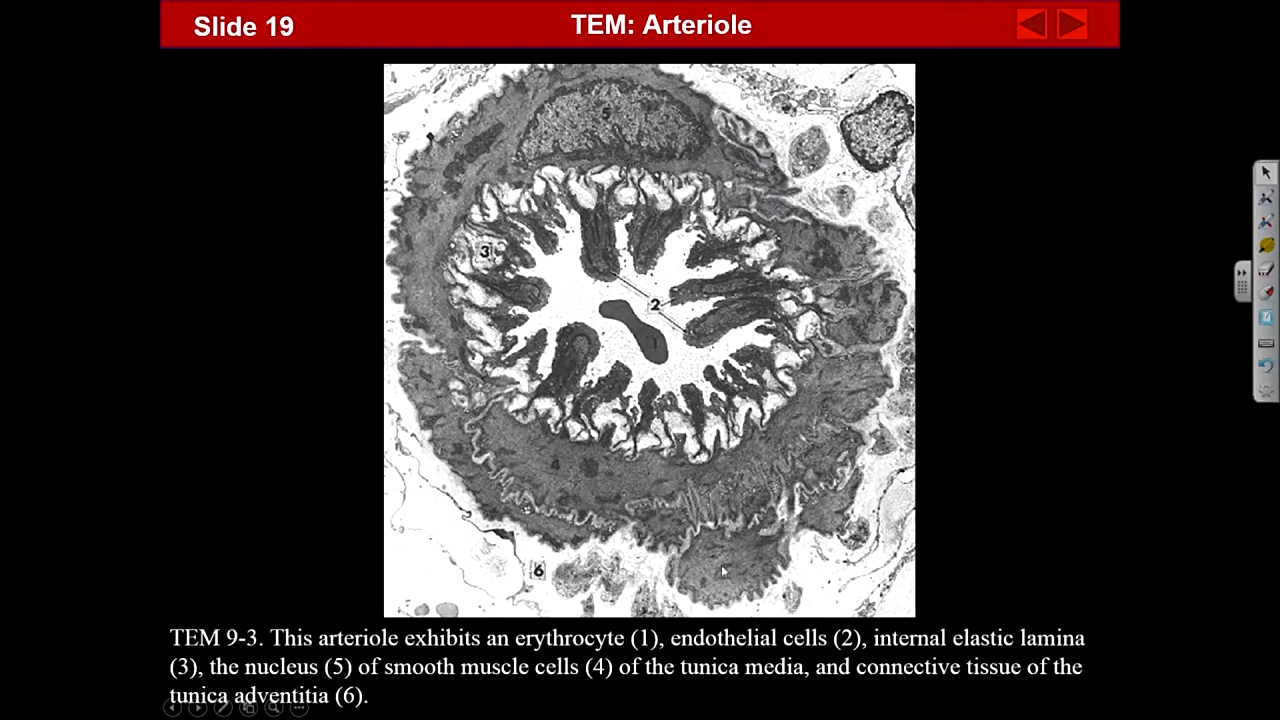 Slide 19
TEM: Arteriole
5
3
2
1
4
6
TEM 9-3. This arteriole exhibits an erythrocyte (1), endothelial cells (2), internal elastic lamina
(3), the nucleus (5) of smooth muscle cells (4) of the tunica media, and connective tissue of the
tunica adventitia (6).